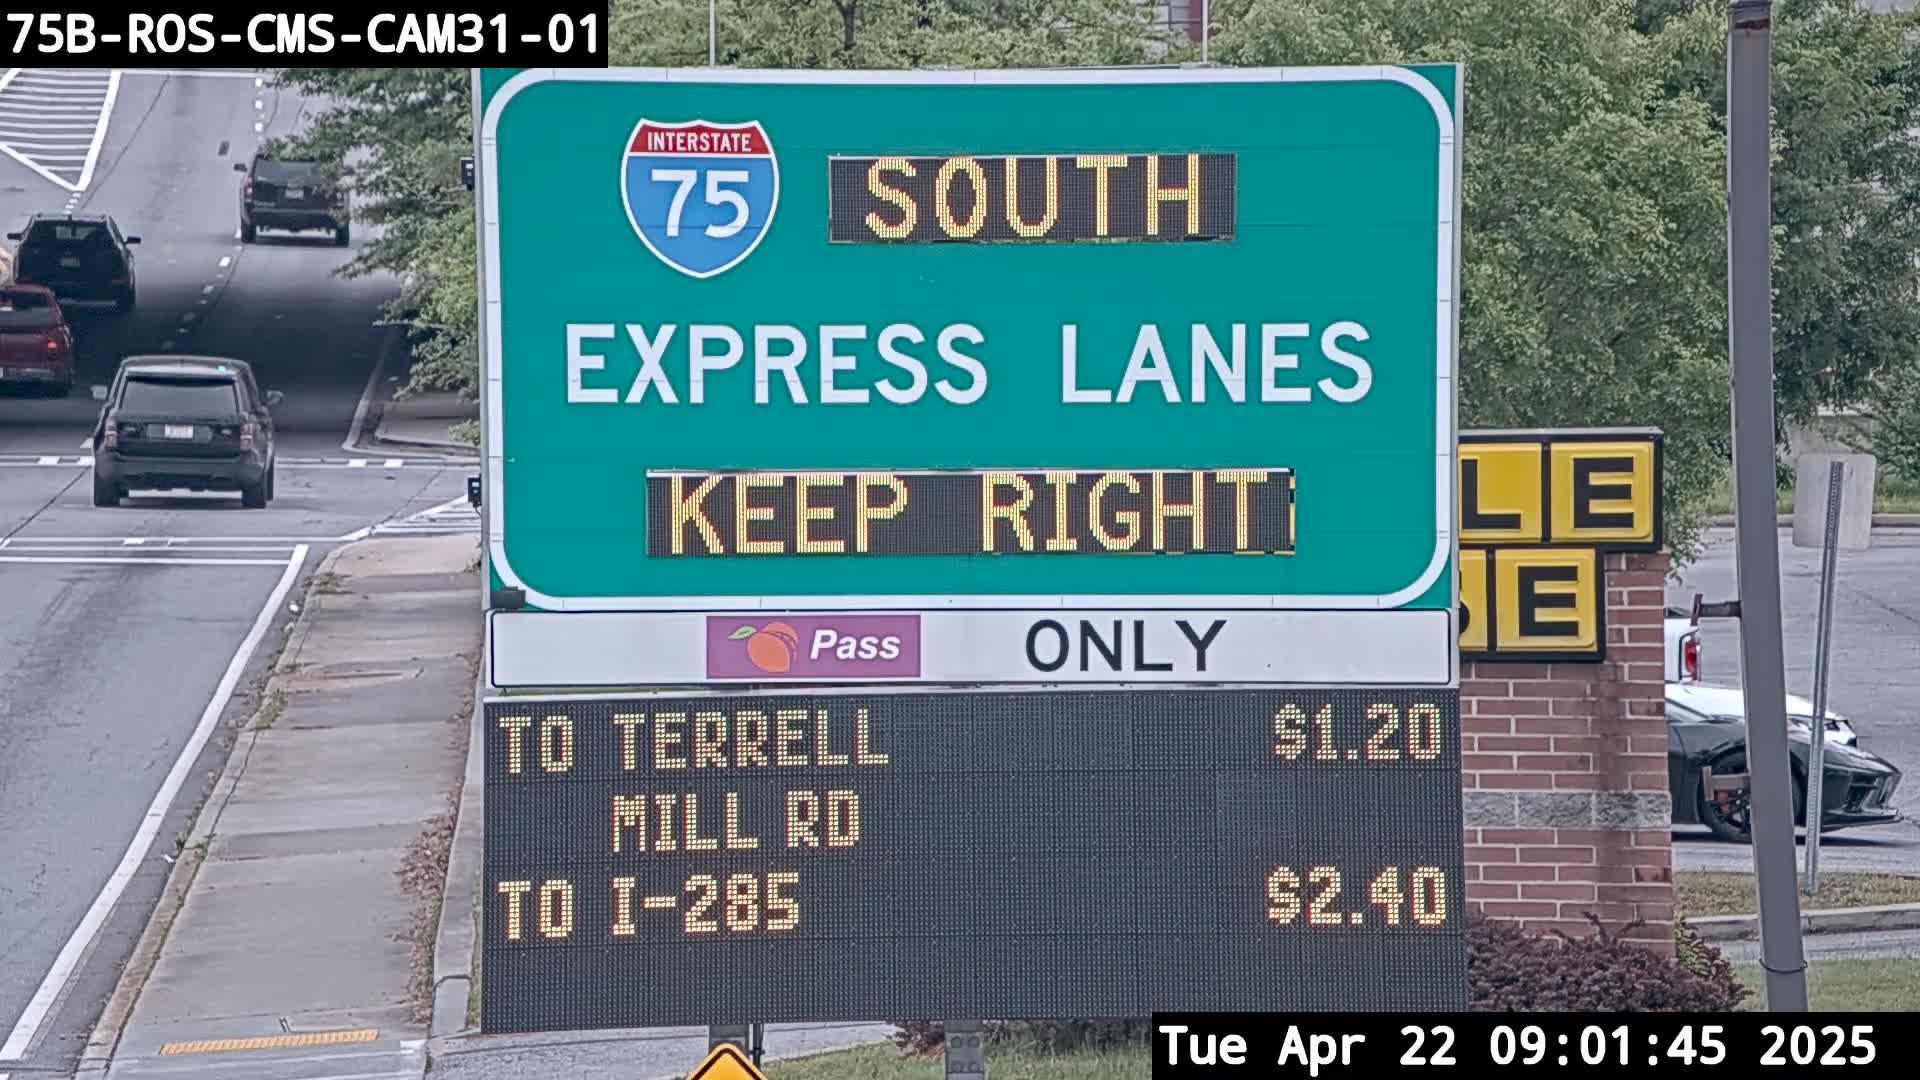 75B-ROS-CMS-CAM31-01
INTERSTATE
75
SOUTH
EXPRESS LANES
KEEP RIGHT
Pass ONLY
TO TERRELL $1.20
MILL RD
TO I-285 $2.40
LE
E
Tue Apr 22 09:01:45 2025